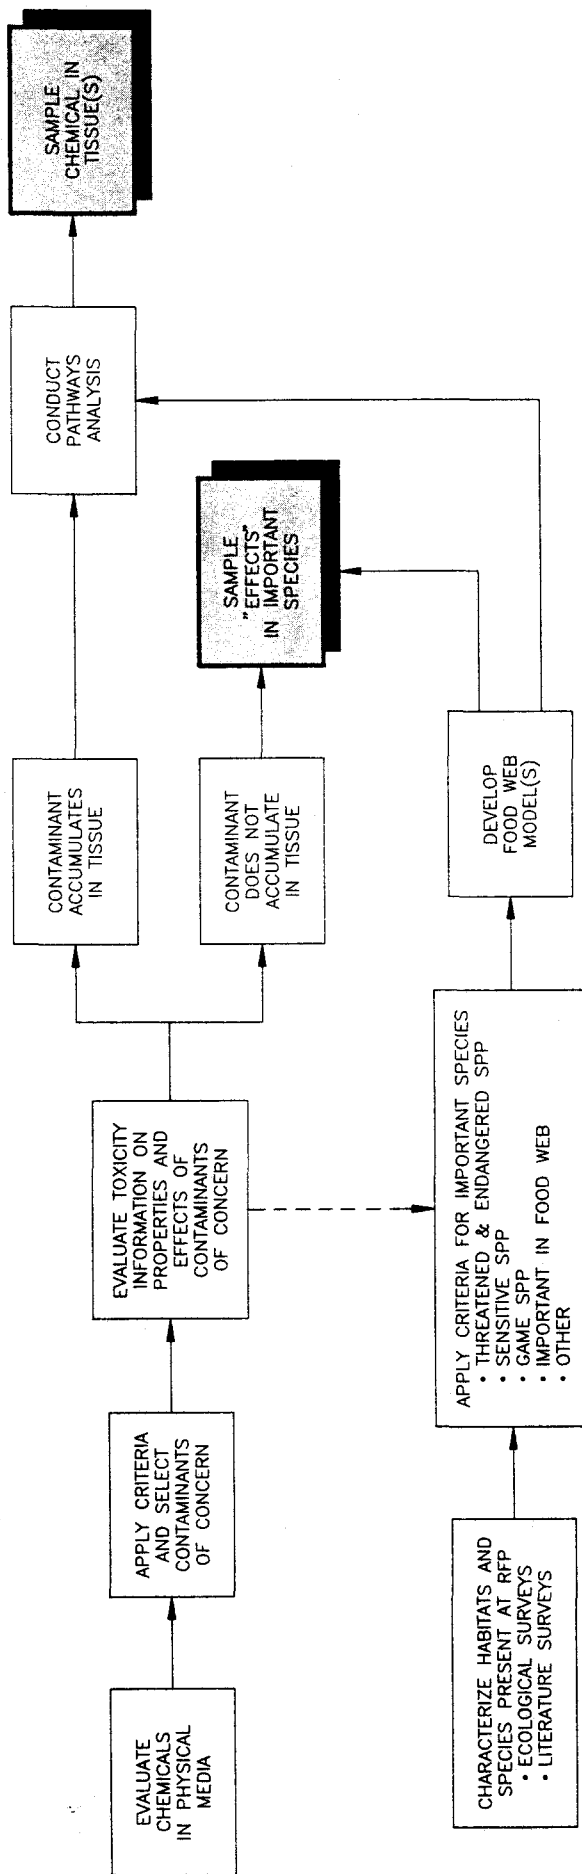 EVALUATE
CHEMICALS
IN PHYSICAL
MEDIA
APPLY CRITERIA
AND SELECT
CONTAMINANTS
OF CONCERN
EVALUATE TOXICITY
INFORMATION ON
PROPERTIES AND
EFFECTS OF
CONTAMINANTS
OF CONCERN
CONTAMINANT
ACCUMULATES
IN TISSUE
CONDUCT
PATHWAYS
ANALYSIS
SAMPLE
CHEMICAL IN
TISSUE(S)
CONTAMINANT
DOES NOT
ACCUMULATE
IN TISSUE
SAMPLE
"EFFECTS"
IN IMPORTANT
SPECIES
CHARACTERIZE HABITATS AND
SPECIES PRESENT AT RFP
• ECOLOGICAL SURVEYS
• LITERATURE SURVEYS
APPLY CRITERIA FOR IMPORTANT SPECIES
• THREATENED & ENDANGERED SPP
• SENSITIVE SPP
• GAME SPP
• IMPORTANT IN FOOD WEB
• OTHER
DEVELOP
FOOD WEB
MODEL(S)